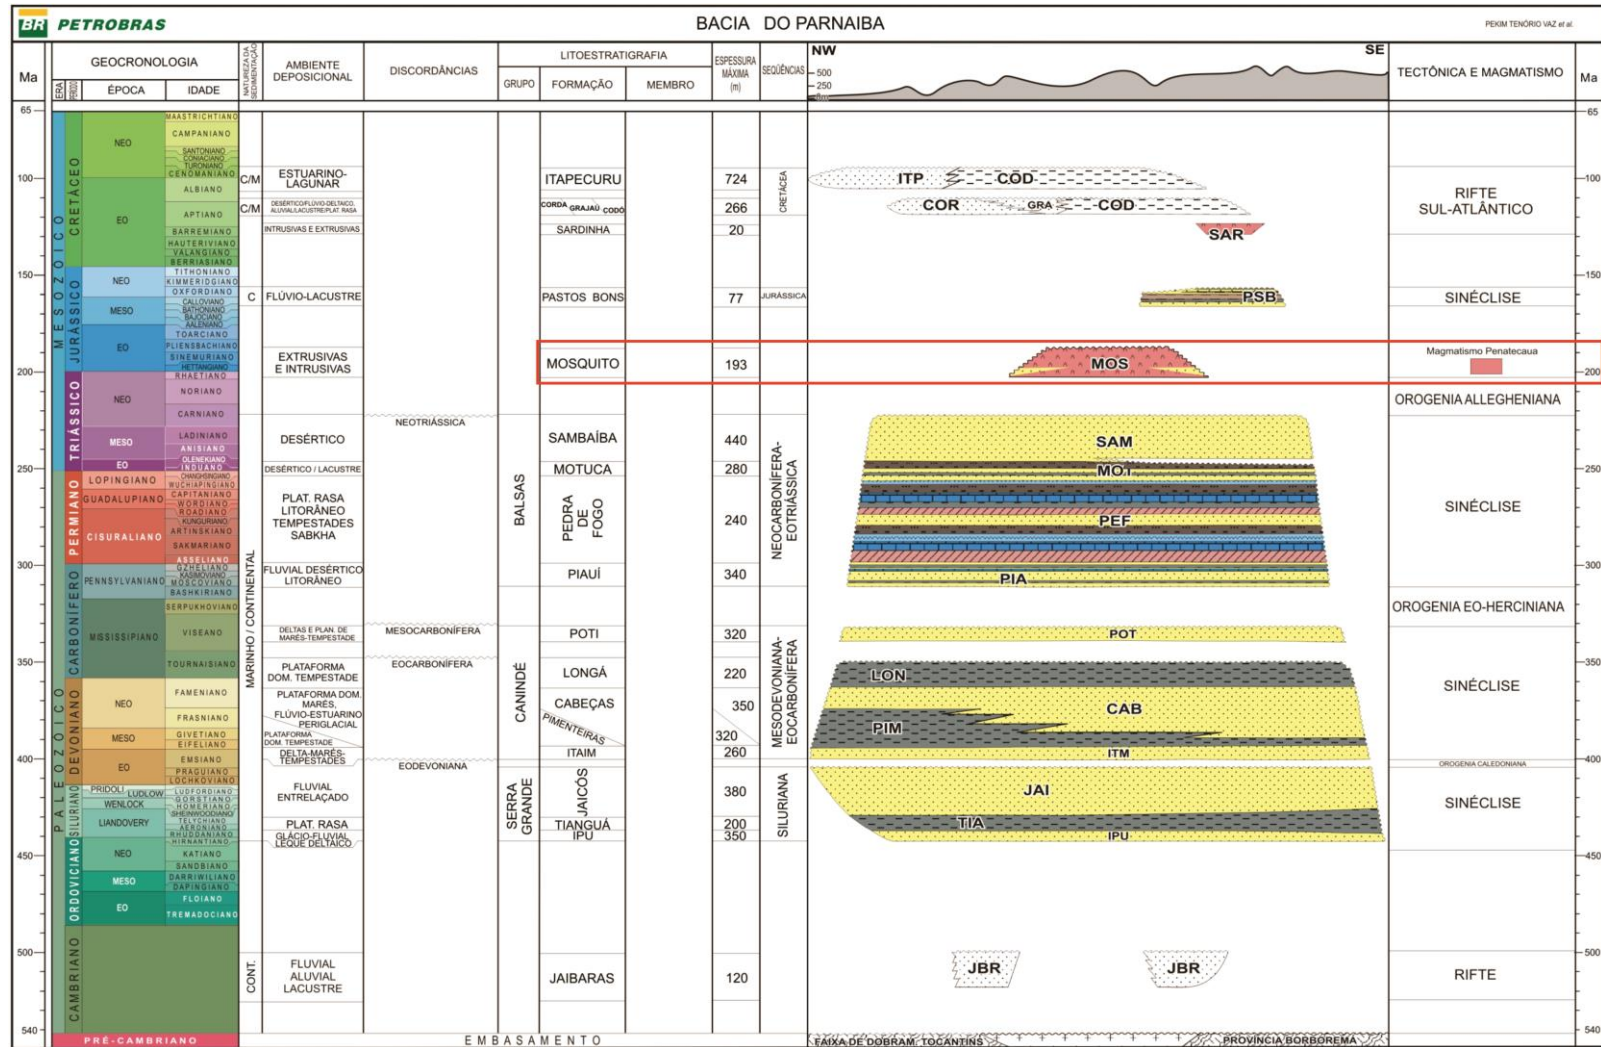 BR PETROBRAS
BACIA DO PARNAIBA
PEKIM TENÓRIO VAZ et al.
Ma
GEOCRONOLOGIA
ERA
PERÍODO
ÉPOCA
IDADE
NATUREZA DA SEDIMENTAÇÃO
AMBIENTE
DEPOSICIONAL
DISCORDÂNCIAS
LITOESTRATIGRAFIA
GRUPO
FORMAÇÃO
MEMBRO
ESPESSURA
MÁXIMA
(m)
SEQÜÊNCIAS
NW
SE
500
250
TECTÔNICA E MAGMATISMO
Ma
65
100
150
200
250
300
350
400
450
500
540
MESOZOICO
PALEOZOICO
CRETÁCEO
JURÁSSICO
TRIÁSSICO
PERMIANO
CARBONÍFERO
DEVONIANO
SILURIANO
ORDOVICIANO
CAMBRIANO
NEO
EO
NEO
MESO
EO
NEO
MESO
EO
LOPINGIANO
GUADALUPIANO
CISURALIANO
PENNSYLVANIANO
MISSISSIPIANO
NEO
MESO
EO
PRIDOLI
LUDLOW
WENLOCK
LIANDOVERY
NEO
MESO
EO
MAASTRICHTIANO
CAMPANIANO
SANTONIANO
CONIACIANO
TURONIANO
CENOMANIANO
ALBIANO
APTIANO
BARREMIANO
HAUTERIVIANO
VALANGIANO
BERRIASIANO
TITHONIANO
KIMMERIDGIANO
OXFORDIANO
CALLOVIANO
BATHONIANO
BAJOCIANO
AALENIANO
TOARCIANO
PLIENSBACHIANO
SINEMURIANO
HETTANGIANO
RHAETIANO
NORIANO
CARNIANO
LADINIANO
ANISIANO
OLENEKIANO
INDUANO
CHANGHSINGIANO
WUCHIAPINGIANO
CAPITANIANO
WORDIANO
ROADIANO
KUNGURIANO
ARTINSKIANO
SAKMARIANO
ASSELIANO
GZHELIANO
KASIMOVIANO
MOSCOVIANO
BASHKIRIANO
SERPUKHOVIANO
VISEANO
TOURNAISIANO
FAMENIANO
FRASNIANO
GIVETIANO
EIFELIANO
EMSIANO
PRAGUIANO
LOCHKOVIANO
LUDFORDIANO
GORSTIANO
HOMERIANO
SHEINWOODIANO
TELYCHIANO
AERONIANO
RHUDDANIANO
HIRNANTIANO
KATIANO
SANDBIANO
DARRIWILIANO
DAPINGIANO
FLOIANO
TREMADOCIANO
PRÉ-CAMBRIANO
C/M
C/M
C
MARINHO / CONTINENTAL
CONT.
ESTUARINO-
LAGUNAR
DESÉRTICO/FLÚVIO-DELTAICO,
ALUVIAL/LACUSTRE/PLAT. RASA
INTRUSIVAS E EXTRUSIVAS
FLÚVIO-LACUSTRE
EXTRUSIVAS
E INTRUSIVAS
DESÉRTICO
DESÉRTICO / LACUSTRE
PLAT. RASA
LITORÂNEO
TEMPESTADES
SABKHA
FLUVIAL DESÉRTICO
LITORÂNEO
DELTAS E PLAN. DE
MARÉS-TEMPESTADE
PLATAFORMA
DOM. TEMPESTADE
PLATAFORMA DOM.
MARÉS,
FLÚVIO-ESTUARINO
PERIGLACIAL
PLATAFORMA
DOM. TEMPESTADE
DELTA-MARÉS-
TEMPESTADES
FLUVIAL
ENTRELAÇADO
PLAT. RASA
GLÁCIO-FLUVIAL
LEQUE DELTAICO
FLUVIAL
ALUVIAL
LACUSTRE
NEOTRIÁSSICA
MESOCARBONÍFERA
EOCARBONÍFERA
EODEVONIANA
BALSAS
CANINDÉ
SERRA
GRANDE
ITAPECURU
CORDA GRAJAÚ CODÓ
SARDINHA
PASTOS BONS
MOSQUITO
SAMBAÍBA
MOTUCA
PEDRA
DE
FOGO
PIAUÍ
POTI
LONGÁ
CABEÇAS
PIMENTEIRAS
ITAIM
JAICÓS
TIANGUÁ
IPU
JAIBARAS
724
266
20
77
193
440
280
240
340
320
220
350
320
260
380
200
350
120
CRETÁCEA
JURÁSSICA
NEOCARBONÍFERA-
EOTRIÁSSICA
MESODEVONIANA-
EOCARBONÍFERA
SILURIANA
ITP
COD
COR
GRA
COD
SAR
PSB
MOS
SAM
MOT
PEF
PIA
POT
LON
CAB
PIM
ITM
JAI
TIA
IPU
JBR
JBR
RIFTE
SUL-ATLÂNTICO
SINÉCLISE
Magmatismo Penatecaua
OROGENIA ALLEGHENIANA
SINÉCLISE
OROGENIA EO-HERCINIANA
SINÉCLISE
OROGENIA CALEDONIANA
SINÉCLISE
RIFTE
65
100
150
200
250
300
350
400
450
500
540
EMBASAMENTO
FAIXA DE DOBRAM. TOCANTINS
PROVÍNCIA BORBOREMA